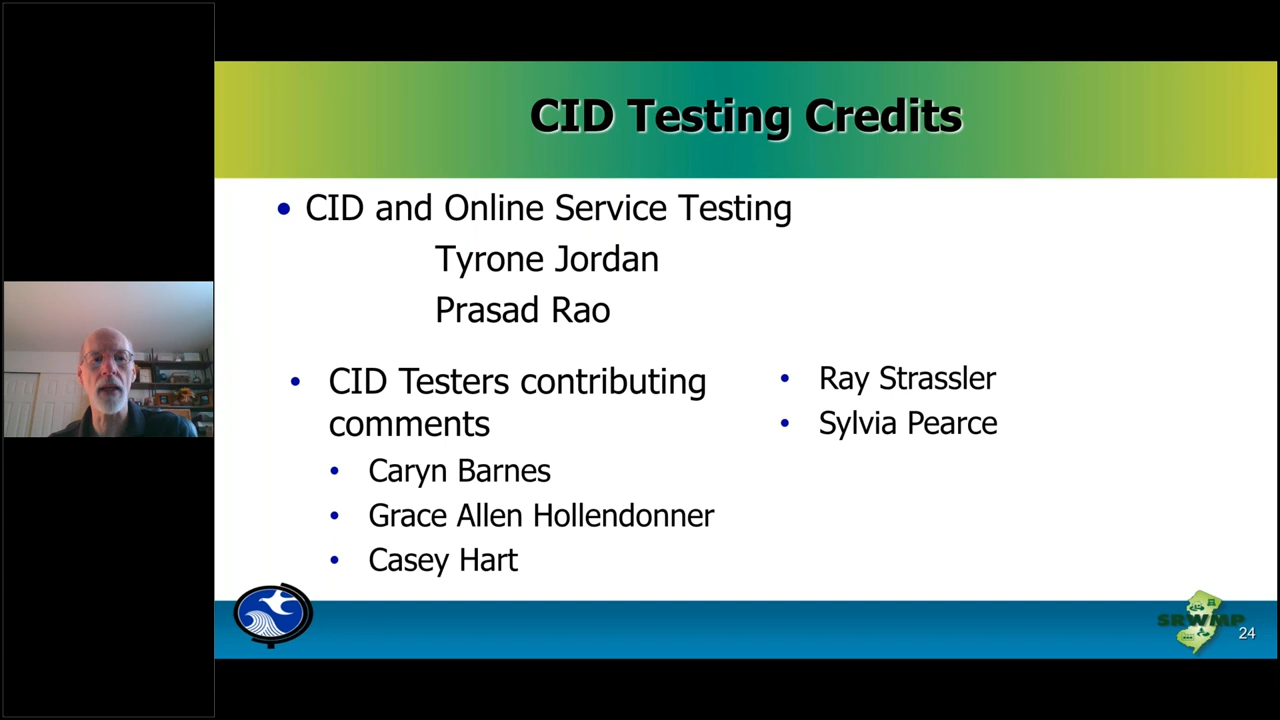 CID Testing Credits
• CID and Online Service Testing
Tyrone Jordan
Prasad Rao
• CID Testers contributing
comments
• Caryn Barnes
• Grace Allen Hollendonner
• Casey Hart
• Ray Strassler
• Sylvia Pearce
SRWMP
24